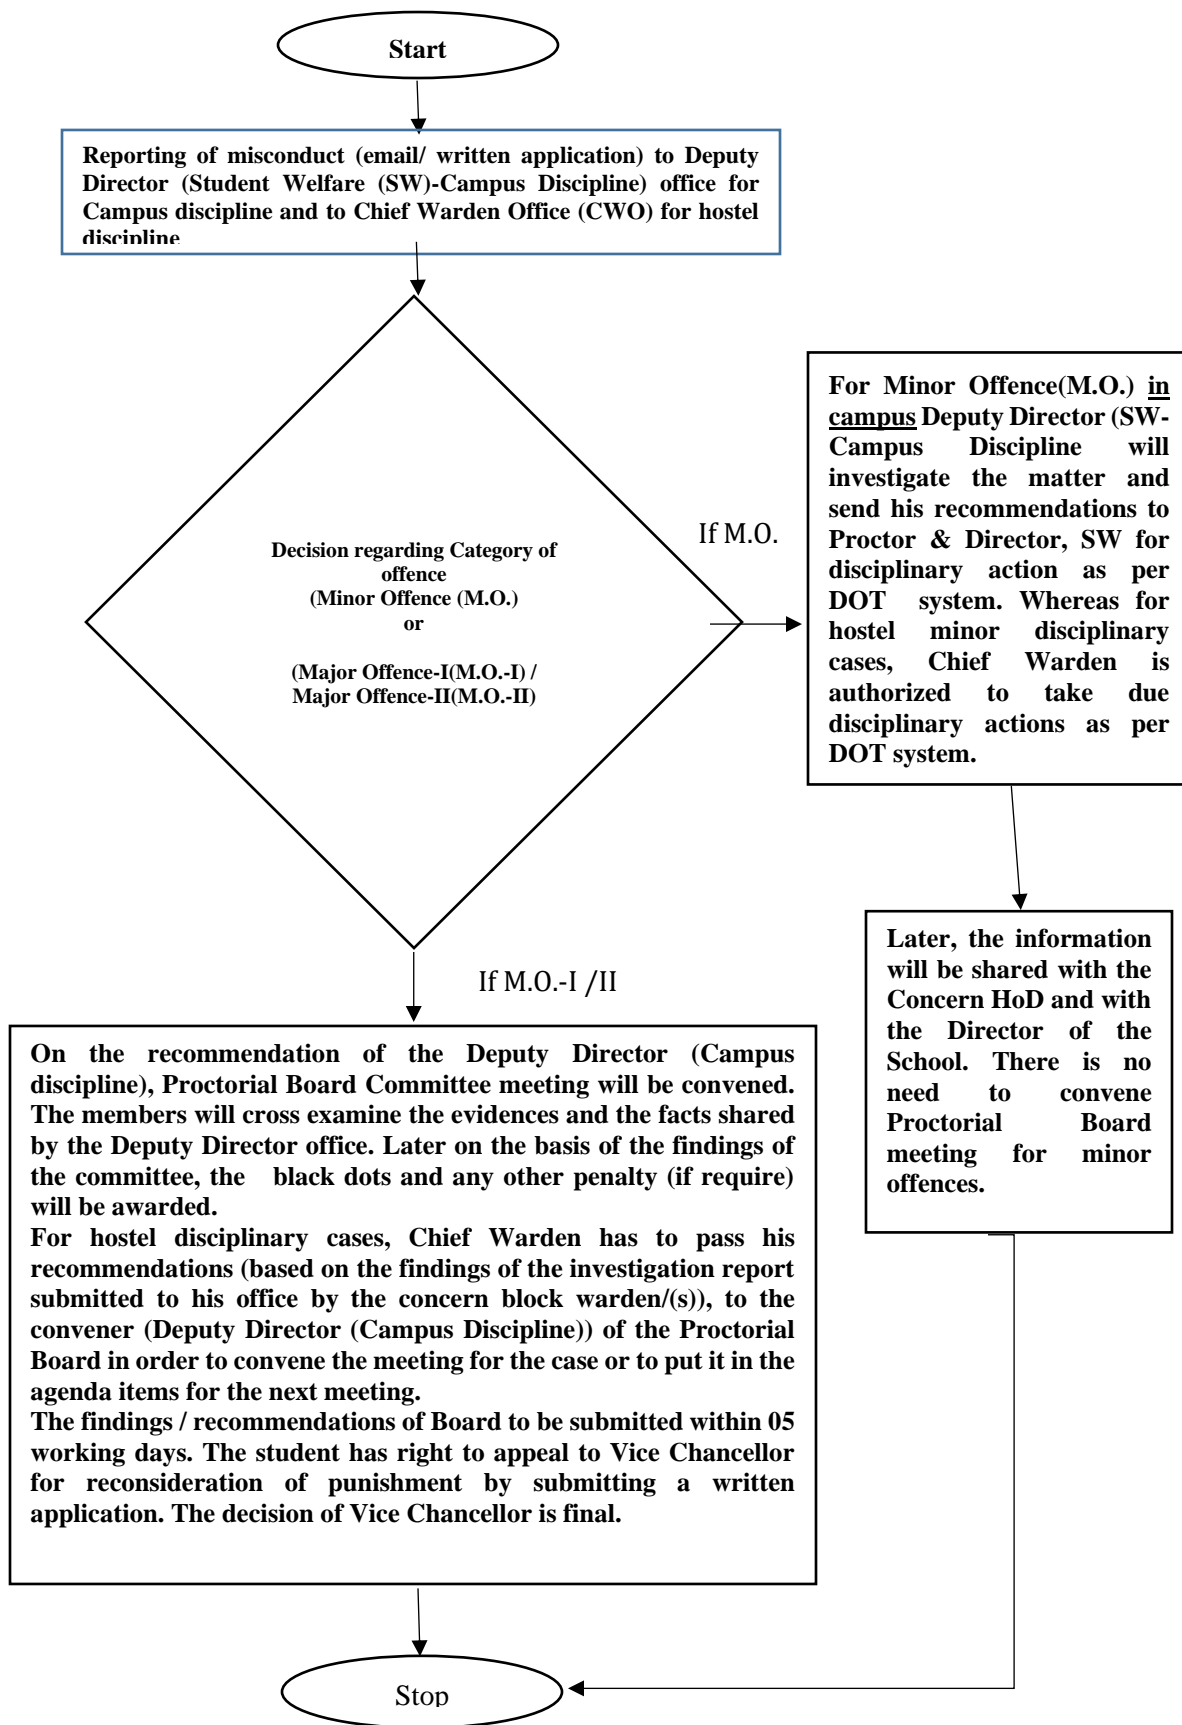 Start
Reporting of misconduct (email/ written application) to Deputy
Director (Student Welfare (SW)-Campus Discipline) office for
Campus discipline and to Chief Warden Office (CWO) for hostel
discipline
Decision regarding Category of
offence
(Minor Offence (M.O.)
or
(Major Offence-I(M.O.-I) /
Major Offence-II(M.O.-II)
If M.O.
For Minor Offence(M.O.) in
campus Deputy Director (SW-
Campus Discipline will
investigate the matter and
send his recommendations to
Proctor & Director, SW for
disciplinary action as per
DOT system. Whereas for
hostel minor disciplinary
cases, Chief Warden is
authorized to take due
disciplinary actions as per
DOT system.
Later, the information
will be shared with the
Concern HoD and with
the Director of the
School. There is no
need to convene
Proctorial Board
meeting for minor
offences.
If M.O.-I /II
On the recommendation of the Deputy Director (Campus
discipline), Proctorial Board Committee meeting will be convened.
The members will cross examine the evidences and the facts shared
by the Deputy Director office. Later on the basis of the findings of
the committee, the black dots and any other penalty (if require)
will be awarded.
For hostel disciplinary cases, Chief Warden has to pass his
recommendations (based on the findings of the investigation report
submitted to his office by the concern block warden/(s)), to the
convener (Deputy Director (Campus Discipline)) of the Proctorial
Board in order to convene the meeting for the case or to put it in the
agenda items for the next meeting.
The findings / recommendations of Board to be submitted within 05
working days. The student has right to appeal to Vice Chancellor
for reconsideration of punishment by submitting a written
application. The decision of Vice Chancellor is final.
Stop